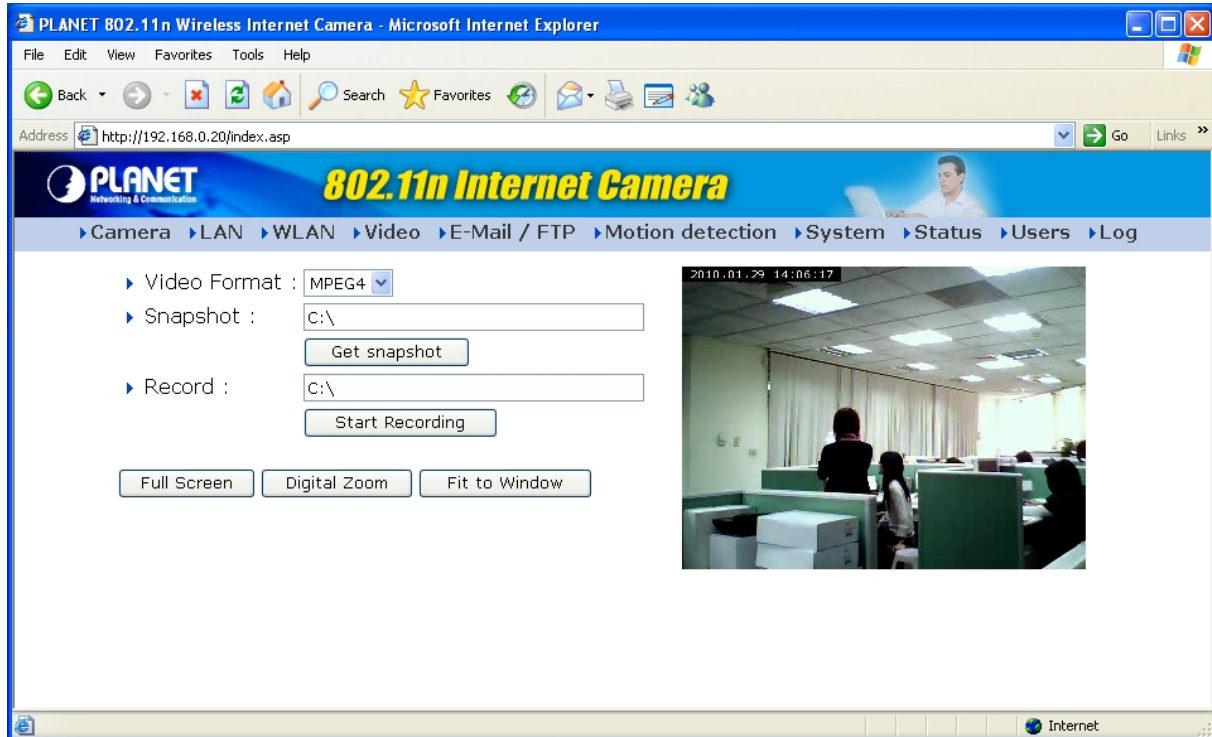 PLANET 802.11n Wireless Internet Camera - Microsoft Internet Explorer
File Edit View Favorites Tools Help
Back Search Favorites
Address http://192.168.0.20/index.asp Go Links »
PLANET
Networking & Communication
802.11n Internet Camera
Camera LAN WLAN Video E-Mail / FTP Motion detection System Status Users Log
Video Format : MPEG4
2010.01.29 14:06:17
Snapshot : C:\
Get snapshot
Record : C:\
Start Recording
Full Screen Digital Zoom Fit to Window
Internet